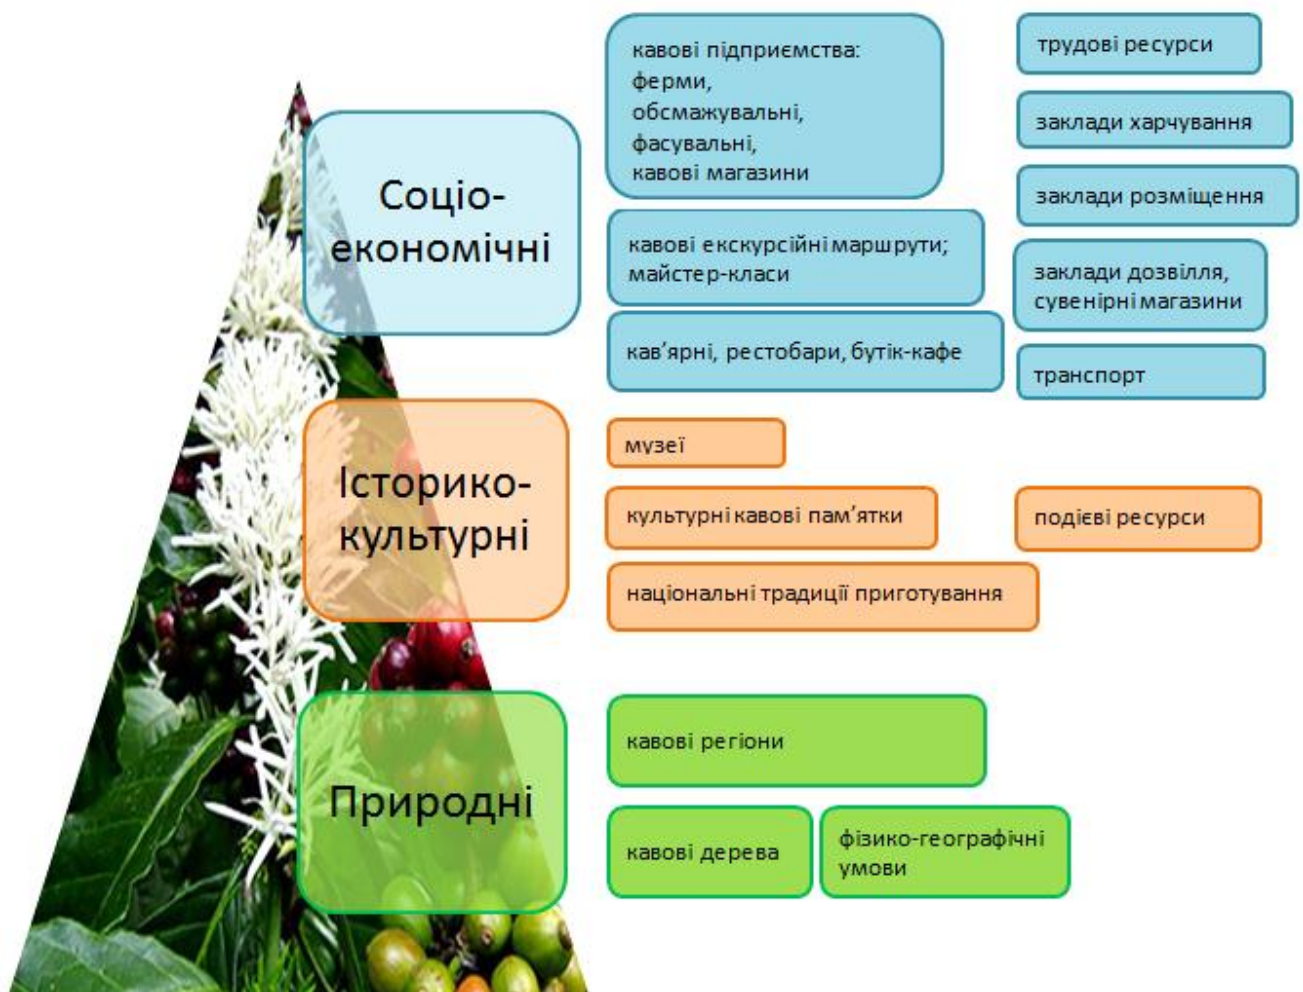 Соціо-
економічні
кавові підприємства:
ферми,
обсмажувальні,
фасувальні,
кавові магазини
кавові екскурсійні маршрути;
майстер-класи
кав’ярні, рестобари, бутік-кафе
трудові ресурси
заклади харчування
заклади розміщення
заклади дозвілля,
сувенірні магазини
транспорт
Історико-
культурні
музеї
культурні кавові пам’ятки
національні традиції приготування
подієві ресурси
Природні
кавові регіони
кавові дерева
фізико-географічні
умови